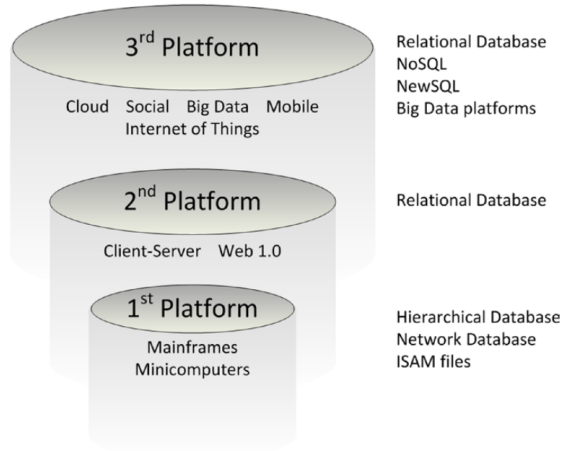 3rd Platform
Cloud Social Big Data Mobile
Internet of Things
Relational Database
NoSQL
NewSQL
Big Data platforms
2nd Platform
Client-Server Web 1.0
Relational Database
1st Platform
Mainframes
Minicomputers
Hierarchical Database
Network Database
ISAM files